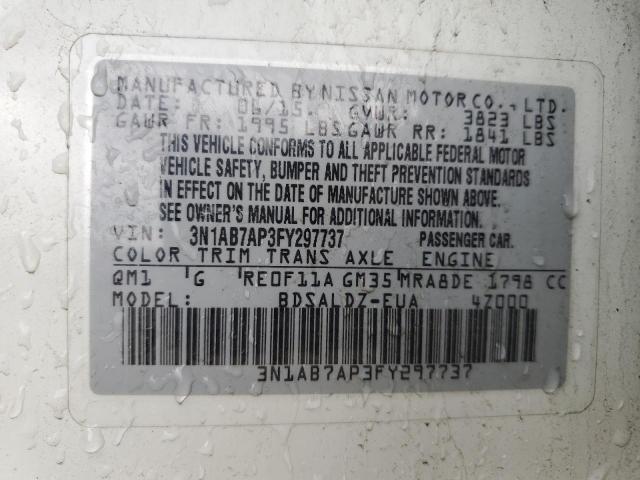 MANUFACTURED BY NISSAN MOTOR CO., LTD.
DATE: 06/15 GVWR: 3823 LBS
GAWR FR: 1995 LBS GAWR RR: 1841 LBS
THIS VEHICLE CONFORMS TO ALL APPLICABLE FEDERAL MOTOR
VEHICLE SAFETY, BUMPER AND THEFT PREVENTION STANDARDS
IN EFFECT ON THE DATE OF MANUFACTURE SHOWN ABOVE.
SEE OWNER'S MANUAL FOR ADDITIONAL INFORMATION.
VIN: 3N1AB7AP3FY297737 PASSENGER CAR.
COLOR TRIM TRANS AXLE ENGINE
QM1 G RE0F11A GM35 MRA8DE 1798 CC
MODEL: BDSALDZ-EUA 4Z000
3N1AB7AP3FY297737